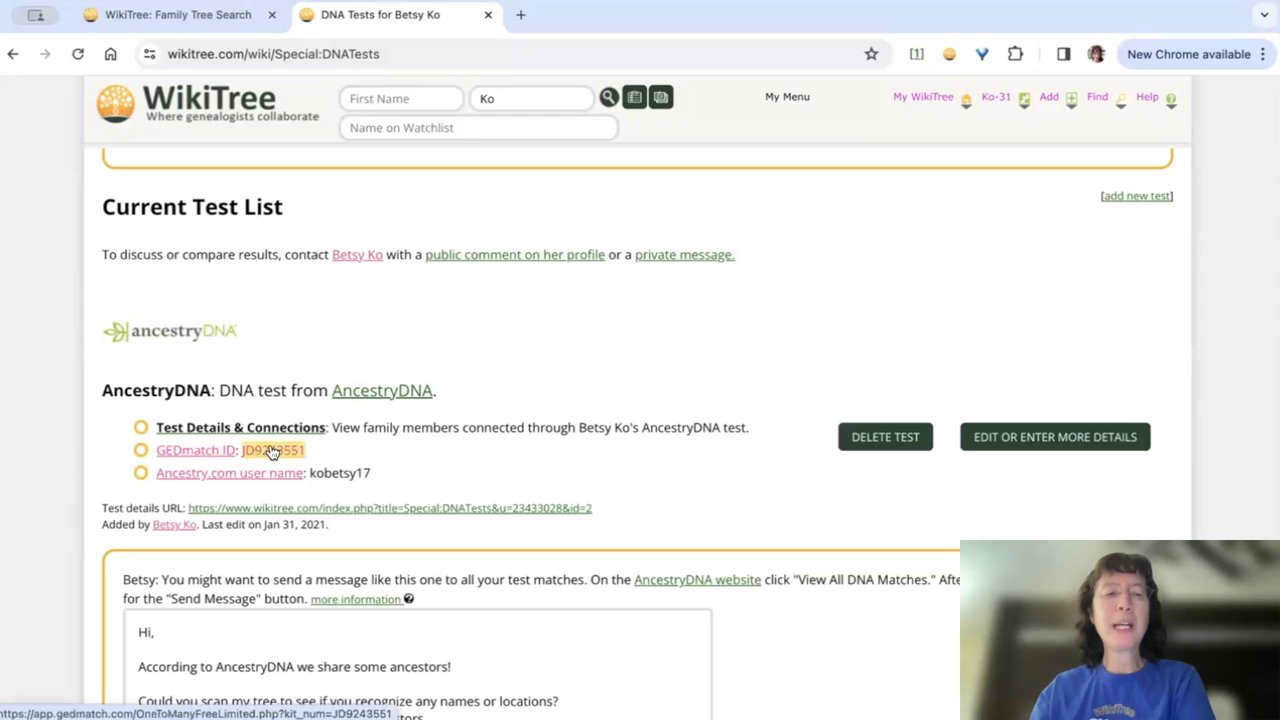 WikiTree: Family Tree Search
DNA Tests for Betsy Ko
wikitree.com/wiki/Special:DNATests
[1]
New Chrome available
WikiTree
Where genealogists collaborate
First Name
Ko
Name on Watchlist
My Menu
My WikiTree
Ko-31
Add
Find
Help
Current Test List
[add new test]
To discuss or compare results, contact Betsy Ko with a public comment on her profile or a private message.
ancestryDNA
AncestryDNA: DNA test from AncestryDNA.
Test Details & Connections: View family members connected through Betsy Ko's AncestryDNA test.
GEDmatch ID: JD9243551
Ancestry.com user name: kobetsy17
DELETE TEST
EDIT OR ENTER MORE DETAILS
Test details URL: https://www.wikitree.com/index.php?title=Special:DNATests&u=23433028&id=2
Added by Betsy Ko. Last edit on Jan 31, 2021.
Betsy: You might want to send a message like this one to all your test matches. On the AncestryDNA website click "View All DNA Matches."
for the "Send Message" button. more information
Hi,
According to AncestryDNA we share some ancestors!
Could you scan my tree to see if you recognize any names or locations?
https://app.gedmatch.com/OneToManyFreeLimited.php?kit_num=JD9243551
WikiTree